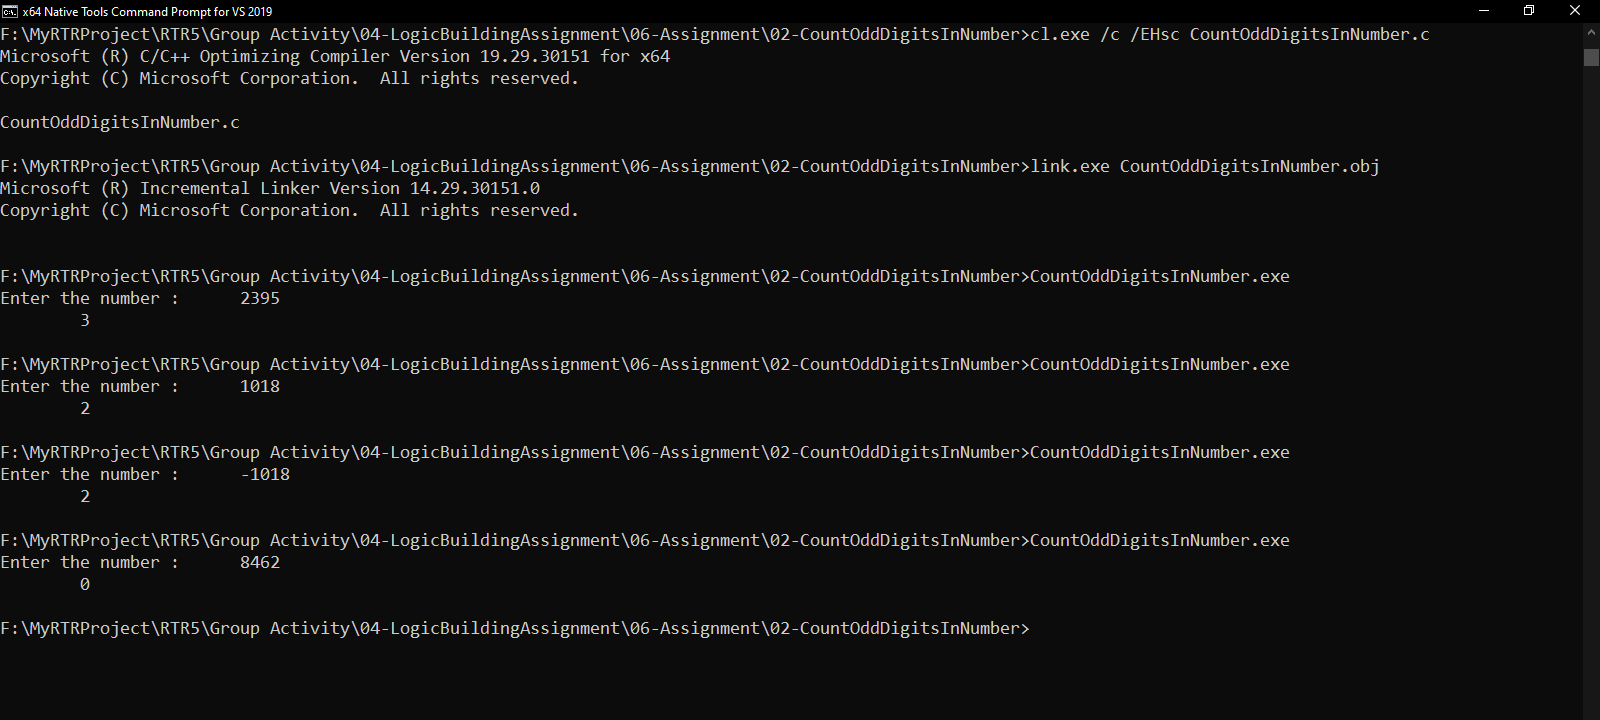 x64 Native Tools Command Prompt for VS 2019
F:\MyRTRProject\RTR5\Group Activity\04-LogicBuildingAssignment\06-Assignment\02-CountOddDigitsInNumber>cl.exe /c /EHsc CountOddDigitsInNumber.c
Microsoft (R) C/C++ Optimizing Compiler Version 19.29.30151 for x64
Copyright (C) Microsoft Corporation.  All rights reserved.
CountOddDigitsInNumber.c
F:\MyRTRProject\RTR5\Group Activity\04-LogicBuildingAssignment\06-Assignment\02-CountOddDigitsInNumber>link.exe CountOddDigitsInNumber.obj
Microsoft (R) Incremental Linker Version 14.29.30151.0
Copyright (C) Microsoft Corporation.  All rights reserved.
F:\MyRTRProject\RTR5\Group Activity\04-LogicBuildingAssignment\06-Assignment\02-CountOddDigitsInNumber>CountOddDigitsInNumber.exe
Enter the number :      2395
        3
F:\MyRTRProject\RTR5\Group Activity\04-LogicBuildingAssignment\06-Assignment\02-CountOddDigitsInNumber>CountOddDigitsInNumber.exe
Enter the number :      1018
        2
F:\MyRTRProject\RTR5\Group Activity\04-LogicBuildingAssignment\06-Assignment\02-CountOddDigitsInNumber>CountOddDigitsInNumber.exe
Enter the number :      -1018
        2
F:\MyRTRProject\RTR5\Group Activity\04-LogicBuildingAssignment\06-Assignment\02-CountOddDigitsInNumber>CountOddDigitsInNumber.exe
Enter the number :      8462
        0
F:\MyRTRProject\RTR5\Group Activity\04-LogicBuildingAssignment\06-Assignment\02-CountOddDigitsInNumber>